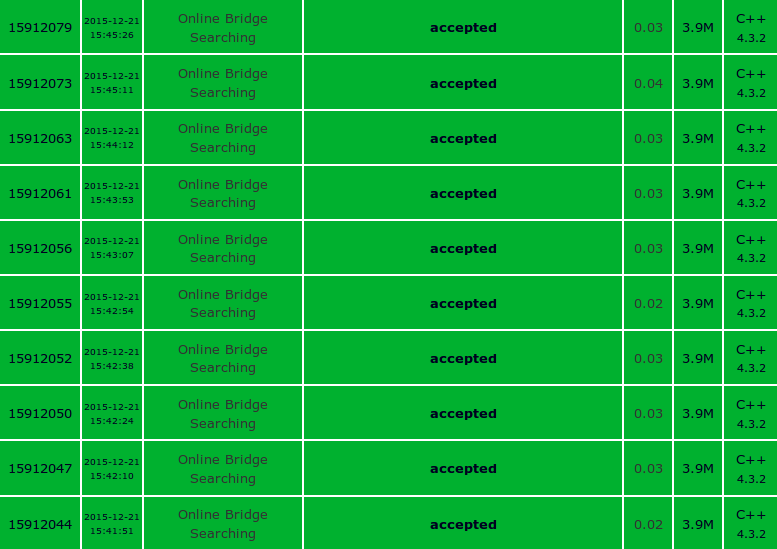 15912079 2015-12-21 15:45:26 Online Bridge Searching accepted 0.03 3.9M C++ 4.3.2
15912073 2015-12-21 15:45:11 Online Bridge Searching accepted 0.04 3.9M C++ 4.3.2
15912063 2015-12-21 15:44:12 Online Bridge Searching accepted 0.03 3.9M C++ 4.3.2
15912061 2015-12-21 15:43:53 Online Bridge Searching accepted 0.03 3.9M C++ 4.3.2
15912056 2015-12-21 15:43:07 Online Bridge Searching accepted 0.03 3.9M C++ 4.3.2
15912055 2015-12-21 15:42:54 Online Bridge Searching accepted 0.02 3.9M C++ 4.3.2
15912052 2015-12-21 15:42:38 Online Bridge Searching accepted 0.03 3.9M C++ 4.3.2
15912050 2015-12-21 15:42:24 Online Bridge Searching accepted 0.03 3.9M C++ 4.3.2
15912047 2015-12-21 15:42:10 Online Bridge Searching accepted 0.03 3.9M C++ 4.3.2
15912044 2015-12-21 15:41:51 Online Bridge Searching accepted 0.02 3.9M C++ 4.3.2